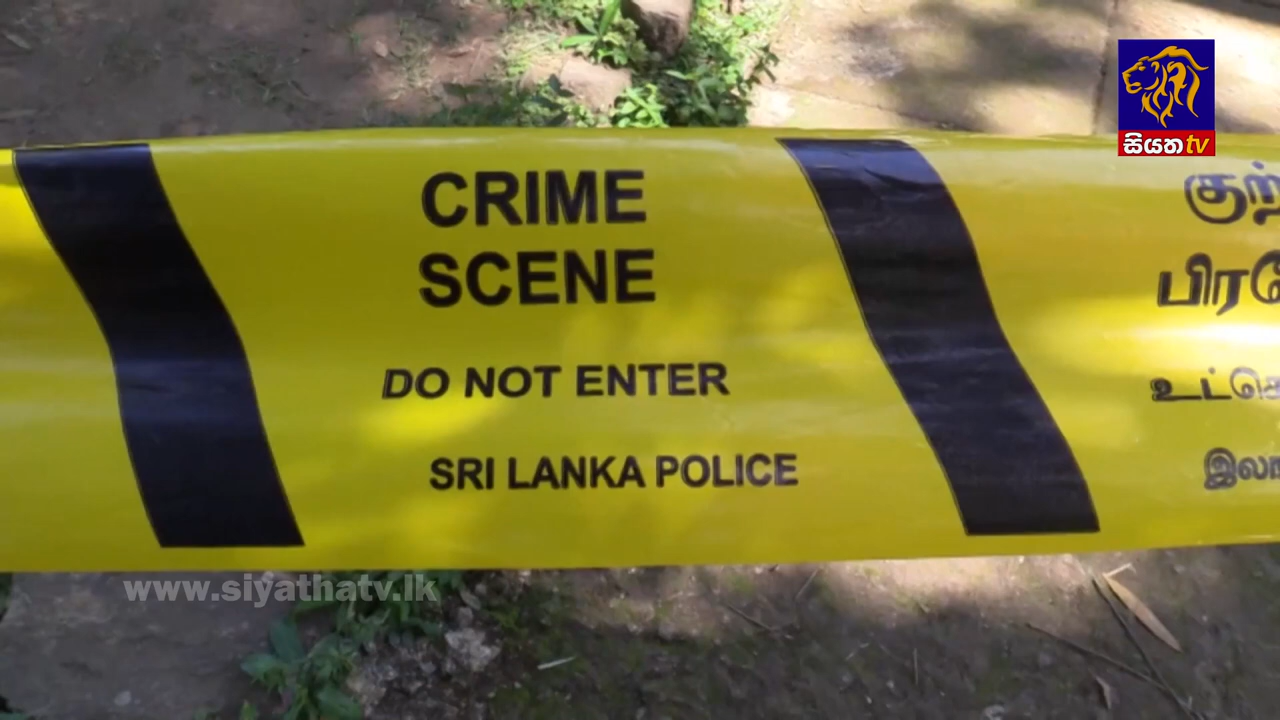 CRIME
SCENE
DO NOT ENTER
SRI LANKA POLICE
සියත tv
www.siyathatv.lk